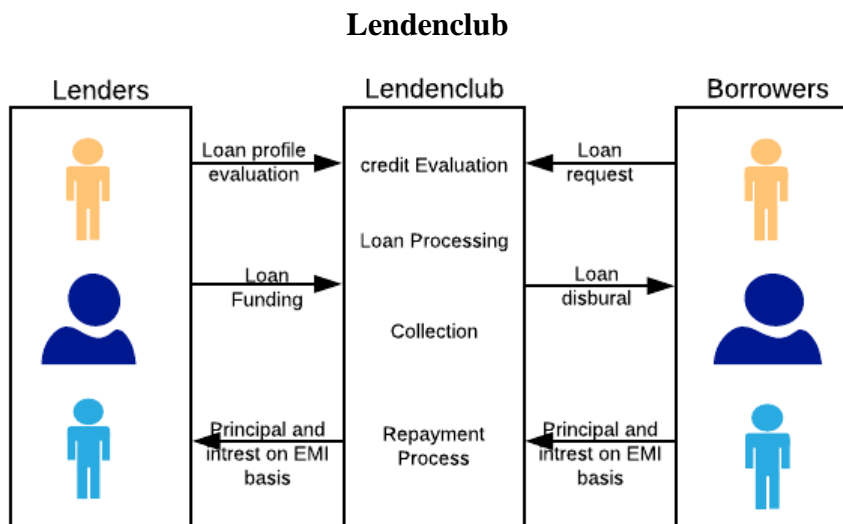 Lendenclub
Lenders
Lendenclub
Borrowers
Loan profile
evaluation
credit Evaluation
Loan
request
Loan Processing
Loan
Funding
Loan
disbural
Collection
Principal and
intrest on EMI
basis
Repayment
Process
Principal and
intrest on EMI
basis